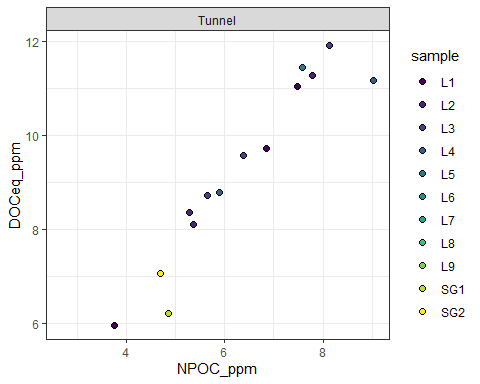 Tunnel
12
10
8
6
DOCeq_ppm
4
6
8
NPOC_ppm
sample
L1
L2
L3
L4
L5
L6
L7
L8
L9
SG1
SG2